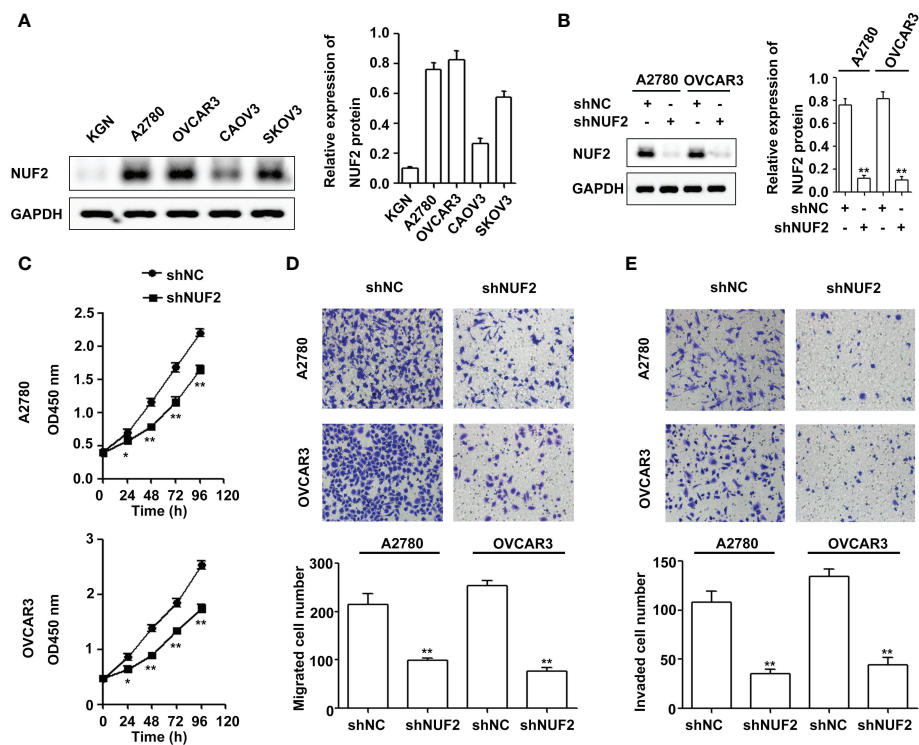 A
KGN
A2780
OVCAR3
CAOV3
SKOV3
NUF2
GAPDH
Relative expression of
NUF2 protein
1.0
0.8
0.6
0.4
0.2
0.0
KGN
A2780
OVCAR3
CAOV3
SKOV3
B
A2780 OVCAR3
shNC + - + -
shNUF2 - + - +
NUF2
GAPDH
A2780
OVCAR3
Relative expression of
NUF2 protein
1.0
0.8
0.6
0.4
0.2
0.0
** **
shNC + - + -
shNUF2 - + - +
C
shNC
shNUF2
A2780
OD450 nm
2.5
2.0
1.5
1.0
0.5
0.0
* ** ** **
0 24 48 72 96 120
Time (h)
OVCAR3
OD450 nm
3
2
1
0
* ** ** **
0 24 48 72 96 120
Time (h)
D
shNC shNUF2
A2780
OVCAR3
A2780 OVCAR3
Migrated cell number
300
200
100
0
** **
shNC shNUF2 shNC shNUF2
E
shNC shNUF2
A2780
OVCAR3
A2780 OVCAR3
Invaded cell number
150
100
50
0
** **
shNC shNUF2 shNC shNUF2